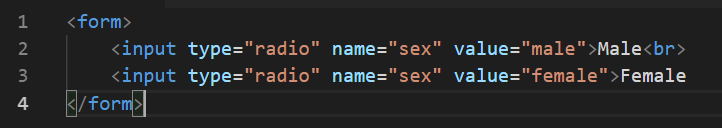 1 <form>
2 <input type="radio" name="sex" value="male">Male<br>
3 <input type="radio" name="sex" value="female">Female
4 </form>